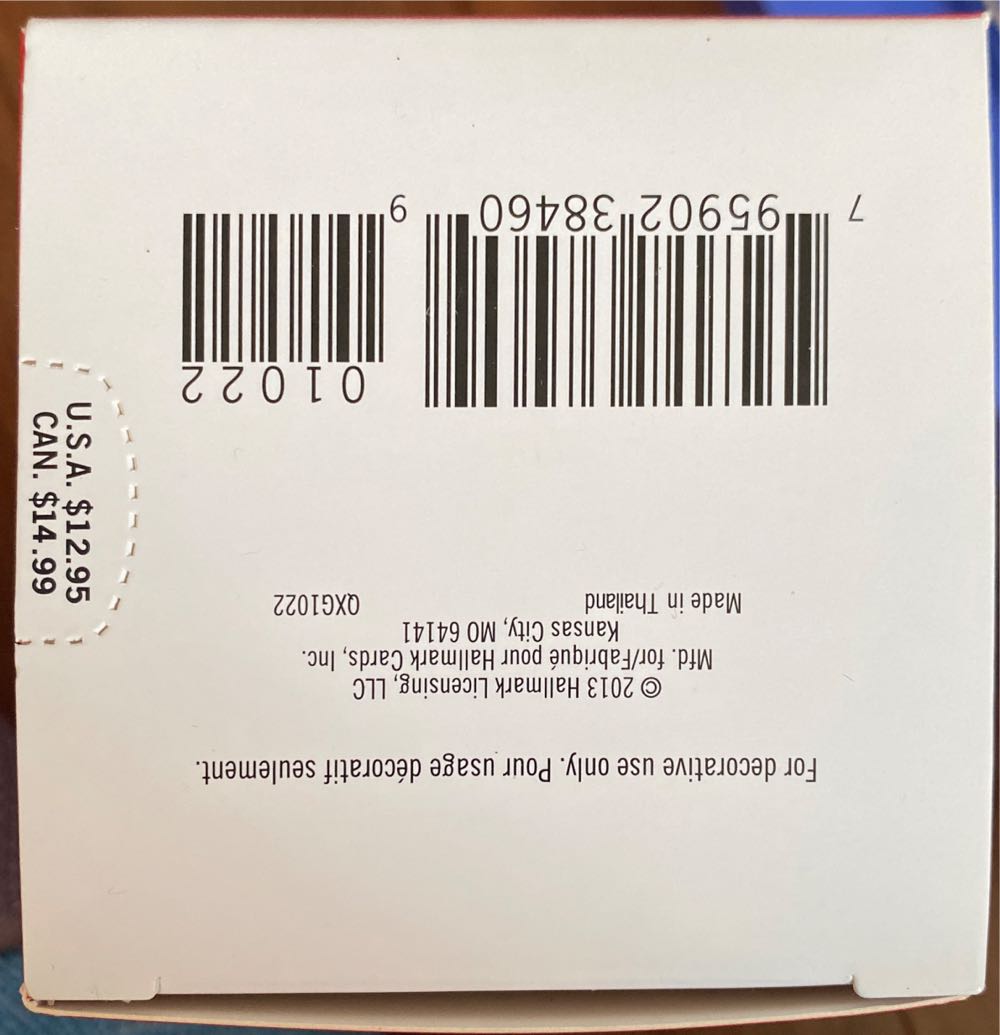 For decorative use only. Pour usage décoratif seulement.
© 2013 Hallmark Licensing, LLC
Mfd. for/Fabriqué pour Hallmark Cards, Inc.
Kansas City, MO 64141
Made in Thailand QXG1022
01022
7 95902 38460 9
U.S.A. $12.95
CAN. $14.99